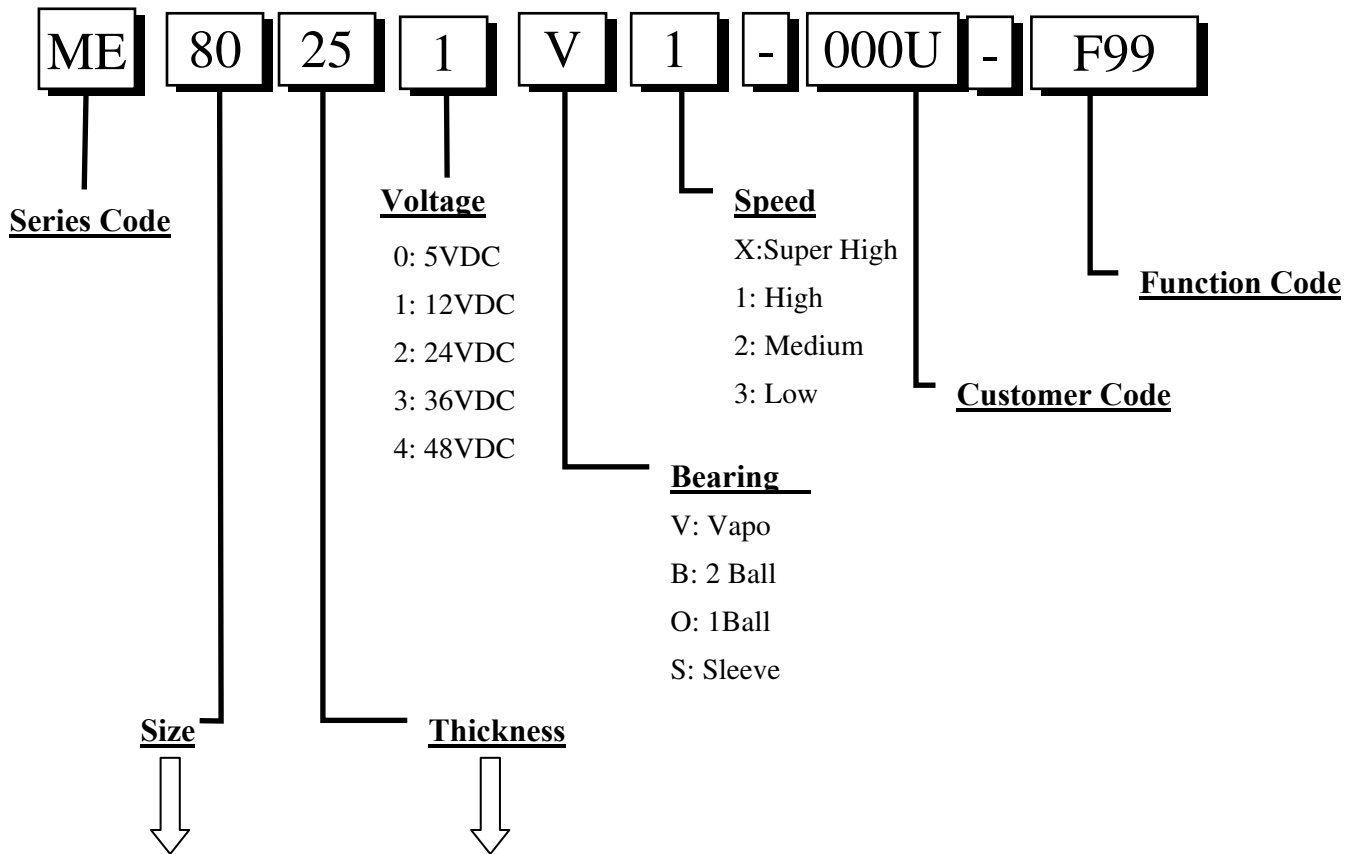 ME 80 25 1 V 1 - 000U - F99
Series Code
Voltage
0: 5VDC
1: 12VDC
2: 24VDC
3: 36VDC
4: 48VDC
Speed
X:Super High
1: High
2: Medium
3: Low
Function Code
Customer Code
Bearing
V: Vapo
B: 2 Ball
O: 1Ball
S: Sleeve
Size
Thickness